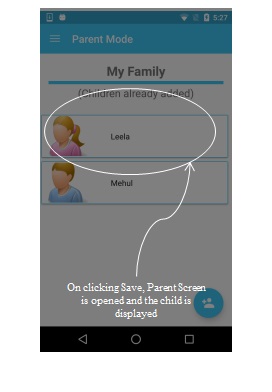 5:27
Parent Mode
My Family
(Children already added)
Leela
Mehul
On clicking Save, Parent Screen
is opened and the child is
displayed